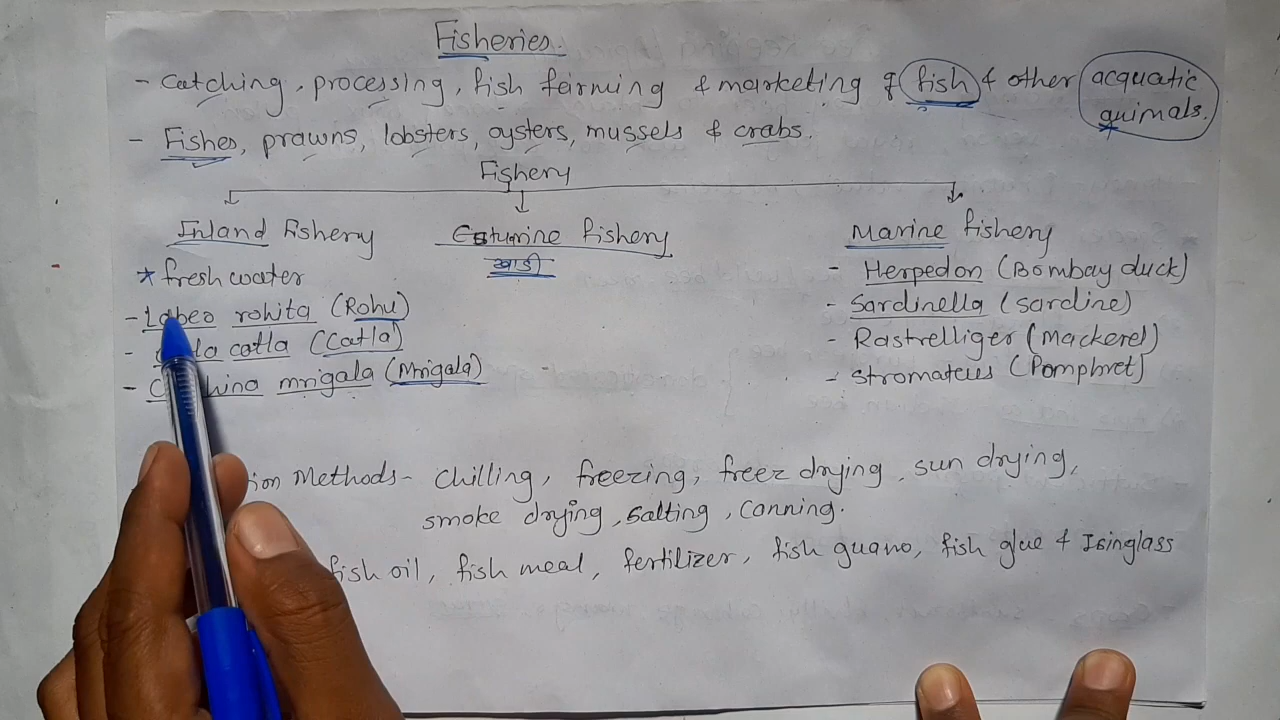 Fisheries.
- Catching, processing, fish fairming & marketing of fish & other acquatic animals.
- Fishes, prawns, lobsters, oysters, mussels & crabs.
Fishery
Inland Fishery
* fresh water
- Labeo rohita (Rohu)
catla (Catla)
mrigala (Mrigala)
Esturine fishery
खाडी
Marine fishery
- Herpedon (Bombay duck)
- Sardinella (sardine)
- Rastrelliger (Mackerel)
- Stromateus (Pomphret)
Methods - Chilling, freezing, freez drying, sun drying,
smoke drying, salting, canning.
fish oil, fish meal, fertilizer, fish guano, fish glue & Isinglass